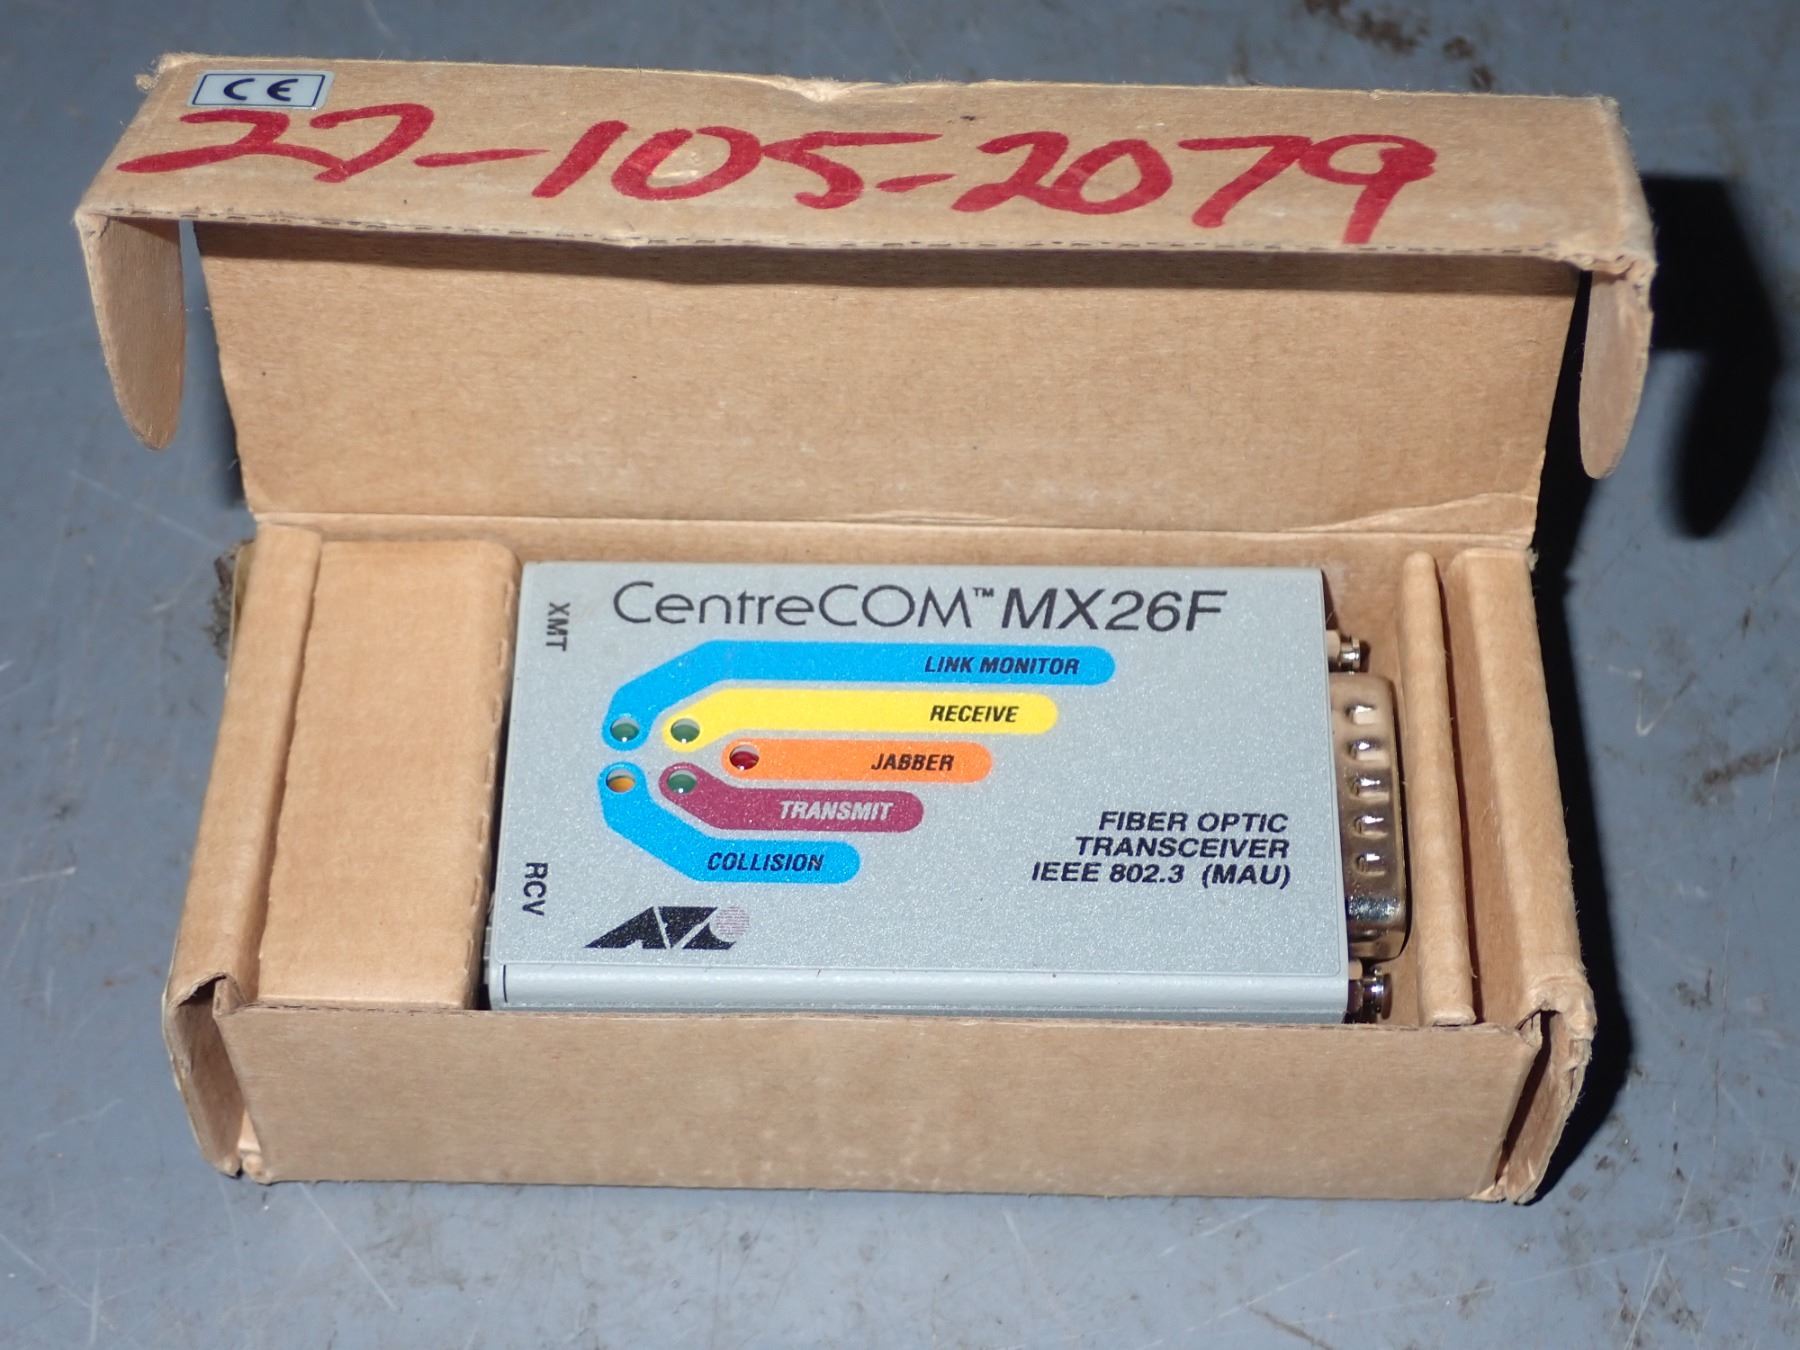 CE
27-105-2079
CentreCOM™ MX26F
XMT
LINK MONITOR
RECEIVE
JABBER
TRANSMIT
COLLISION
RCV
FIBER OPTIC
TRANSCEIVER
IEEE 802.3 (MAU)